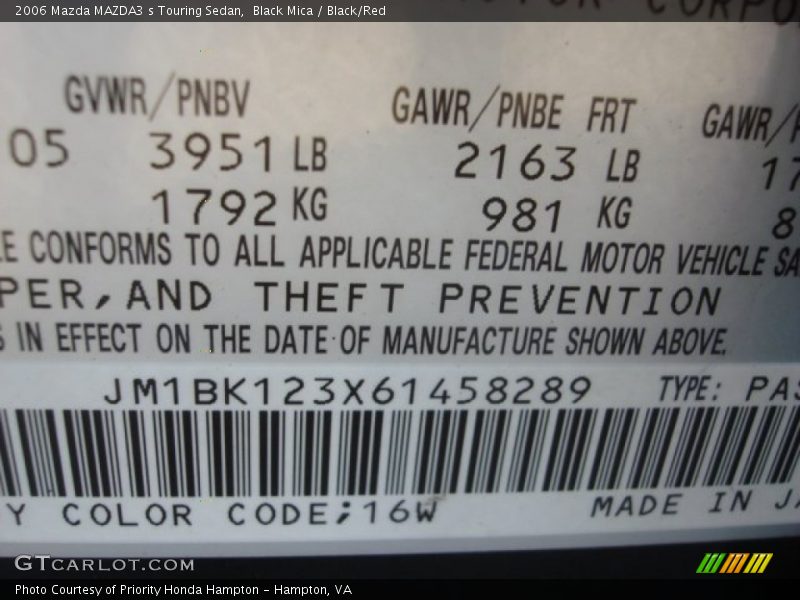 2006 Mazda MAZDA3 s Touring Sedan, Black Mica / Black/Red
GVWR/PNBV GAWR/PNBE FRT GAWR/
05 3951 LB 2163 LB 17
1792 KG 981 KG 8
E CONFORMS TO ALL APPLICABLE FEDERAL MOTOR VEHICLE SA
PER, AND THEFT PREVENTION
S IN EFFECT ON THE DATE OF MANUFACTURE SHOWN ABOVE.
JM1BK123X61458289 TYPE: PAS
Y COLOR CODE;16W MADE IN JA
GTCARLOT.COM
Photo Courtesy of Priority Honda Hampton - Hampton, VA